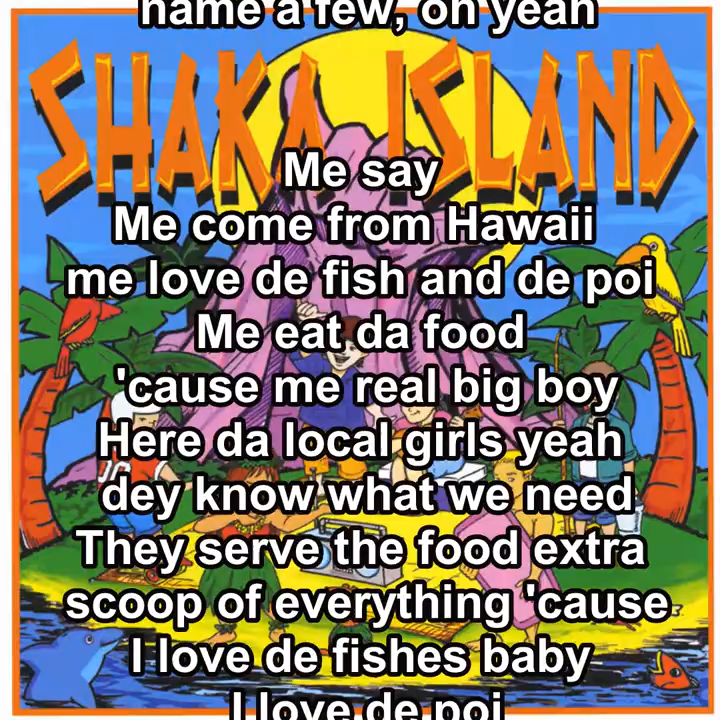 name a few, oh yeah
SHAKA ISLAND
Me say
Me come from Hawaii
me love de fish and de poi
Me eat da food
'cause me real big boy
Here da local girls yeah
dey know what we need
They serve the food extra
scoop of everything 'cause
I love de fishes baby
I love de poi